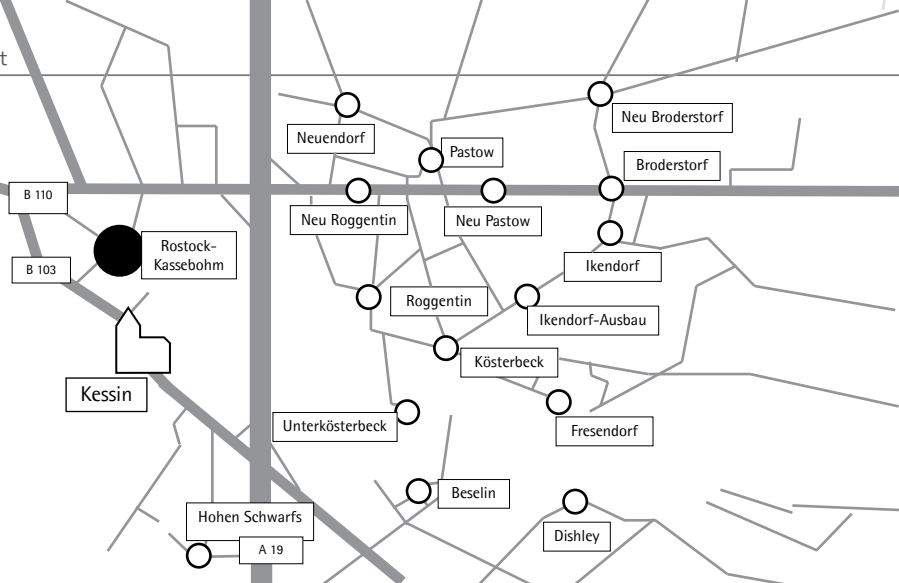 t
Neu Broderstorf
Neuendorf
Pastow
Broderstorf
B 110
Neu Roggentin
Neu Pastow
Rostock-
Kassebohm
B 103
Ikendorf
Roggentin
Ikendorf-Ausbau
Kösterbeck
Kessin
Unterkösterbeck
Fresendorf
Beselin
Hohen Schwarfs
Dishley
A 19